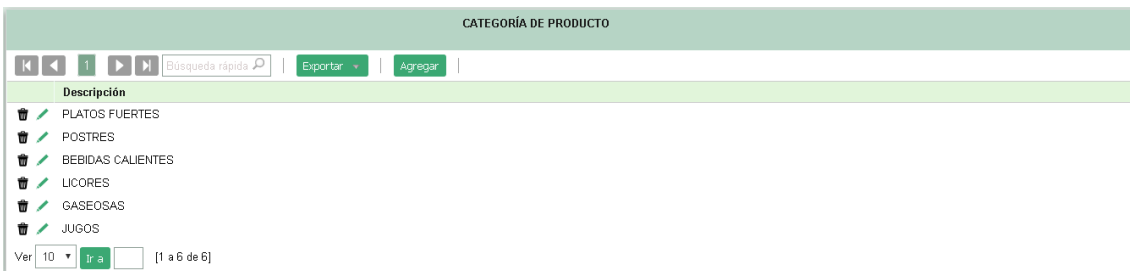 CATEGORÍA DE PRODUCTO
1 Búsqueda rápida Exportar Agregar
Descripción
PLATOS FUERTES
POSTRES
BEBIDAS CALIENTES
LICORES
GASEOSAS
JUGOS
Ver 10 Ir a [1 a 6 de 6]